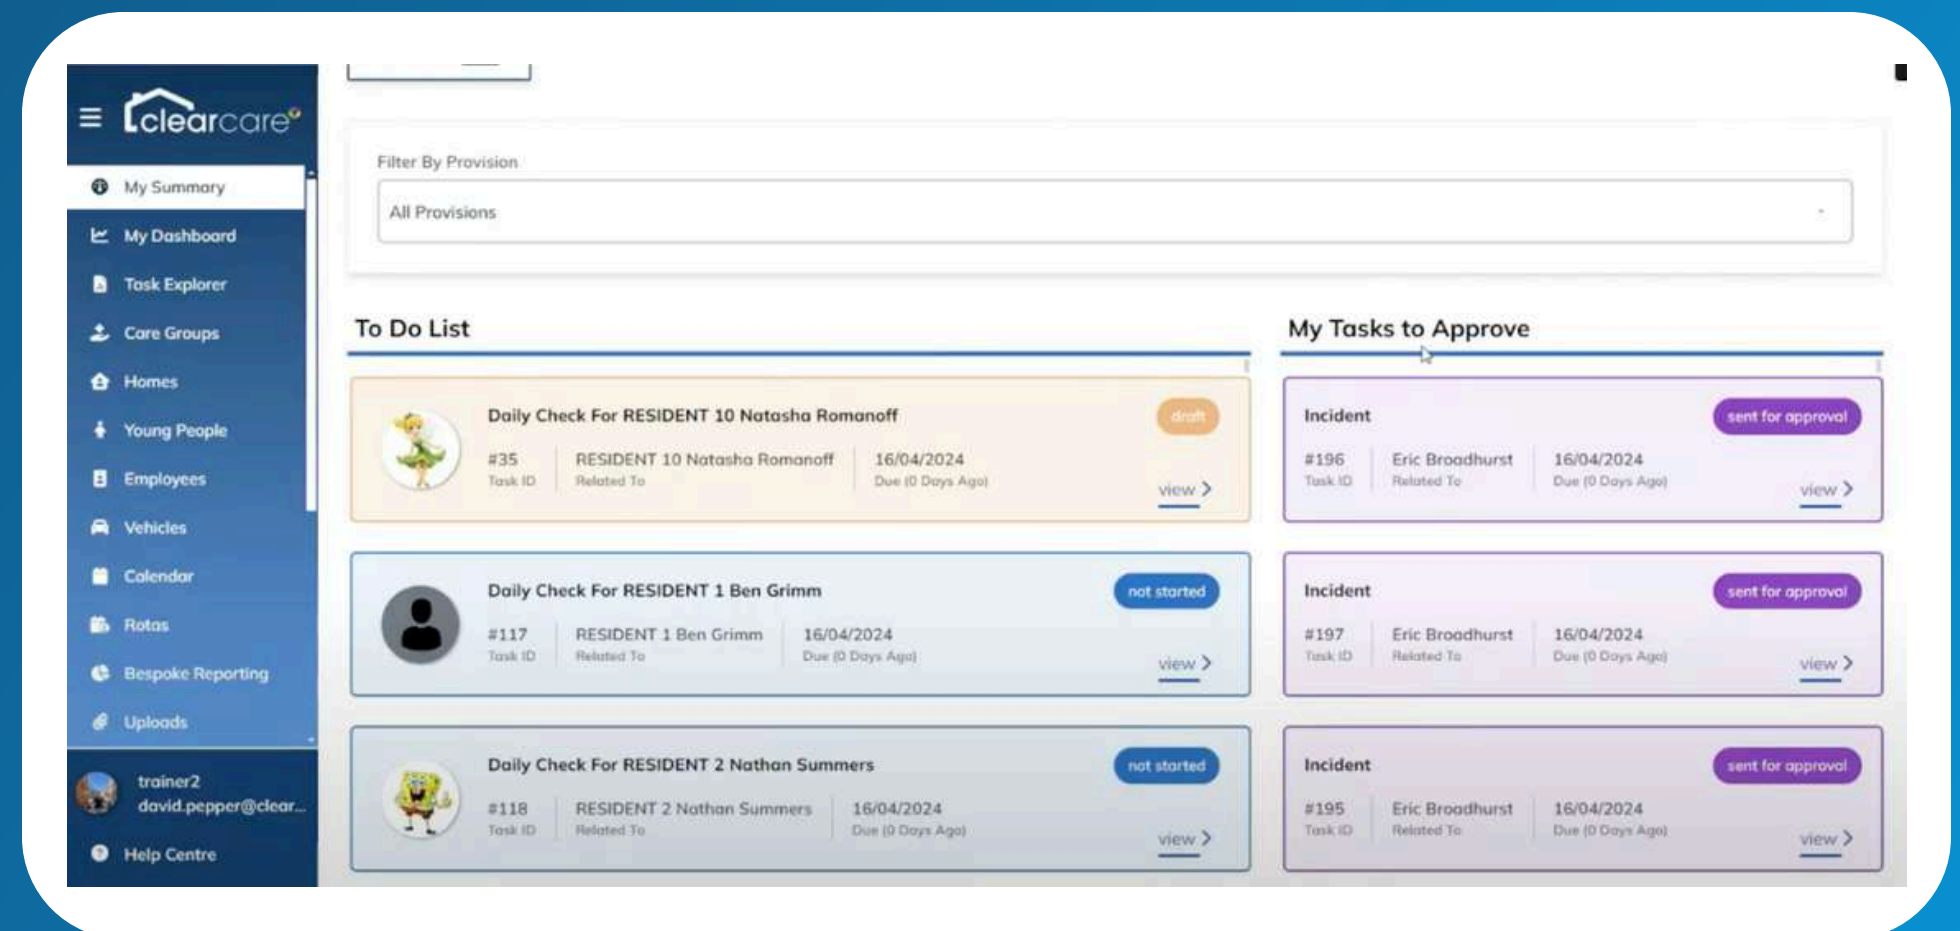 clearcare
My Summary
My Dashboard
Task Explorer
Care Groups
Homes
Young People
Employees
Vehicles
Calendar
Rotas
Bespoke Reporting
Uploads
trainer2
david.pepper@clear...
Help Centre
Filter By Provision
All Provisions
To Do List
Daily Check For RESIDENT 10 Natasha Romanoff
draft
#35 RESIDENT 10 Natasha Romanoff 16/04/2024
Task ID Related To Due (0 Days Ago)
view
Daily Check For RESIDENT 1 Ben Grimm
not started
#117 RESIDENT 1 Ben Grimm 16/04/2024
Task ID Related To Due (0 Days Ago)
view
Daily Check For RESIDENT 2 Nathan Summers
not started
#118 RESIDENT 2 Nathan Summers 16/04/2024
Task ID Related To Due (0 Days Ago)
view
My Tasks to Approve
Incident
sent for approval
#196 Eric Broadhurst 16/04/2024
Task ID Related To Due (0 Days Ago)
view
Incident
sent for approval
#197 Eric Broadhurst 16/04/2024
Task ID Related To Due (0 Days Ago)
view
Incident
sent for approval
#195 Eric Broadhurst 16/04/2024
Task ID Related To Due (0 Days Ago)
view